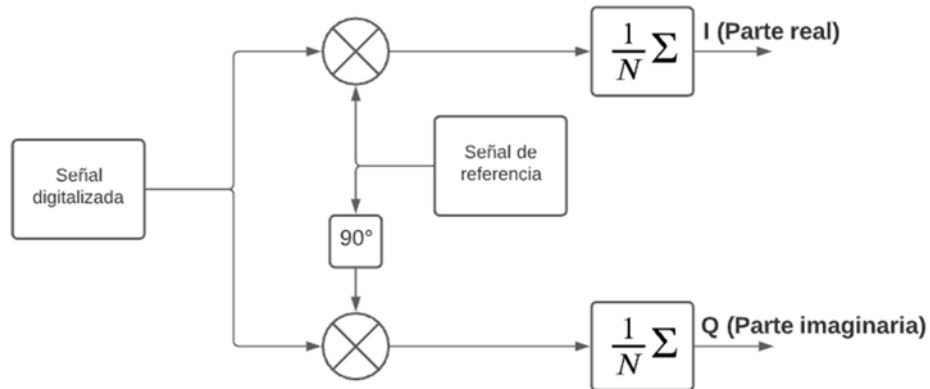 Señal
digitalizada
Señal de
referencia
90°
1/N Σ
I (Parte real)
1/N Σ
Q (Parte imaginaria)